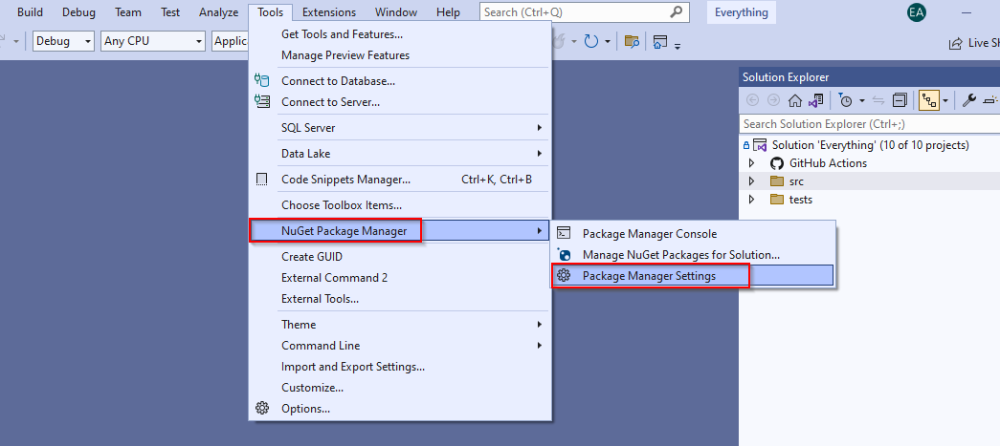 Build Debug Team Test Analyze Tools Extensions Window Help Search (Ctrl+Q) Everything EA
Debug Any CPU Applic Live Sh
Get Tools and Features...
Manage Preview Features
Connect to Database...
Connect to Server...
SQL Server
Data Lake
Code Snippets Manager... Ctrl+K, Ctrl+B
Choose Toolbox Items...
NuGet Package Manager
Create GUID
External Command 2
External Tools...
Theme
Command Line
Import and Export Settings...
Customize...
Options...
Package Manager Console
Manage NuGet Packages for Solution...
Package Manager Settings
Solution Explorer
Search Solution Explorer (Ctrl+;)
Solution 'Everything' (10 of 10 projects)
GitHub Actions
src
tests